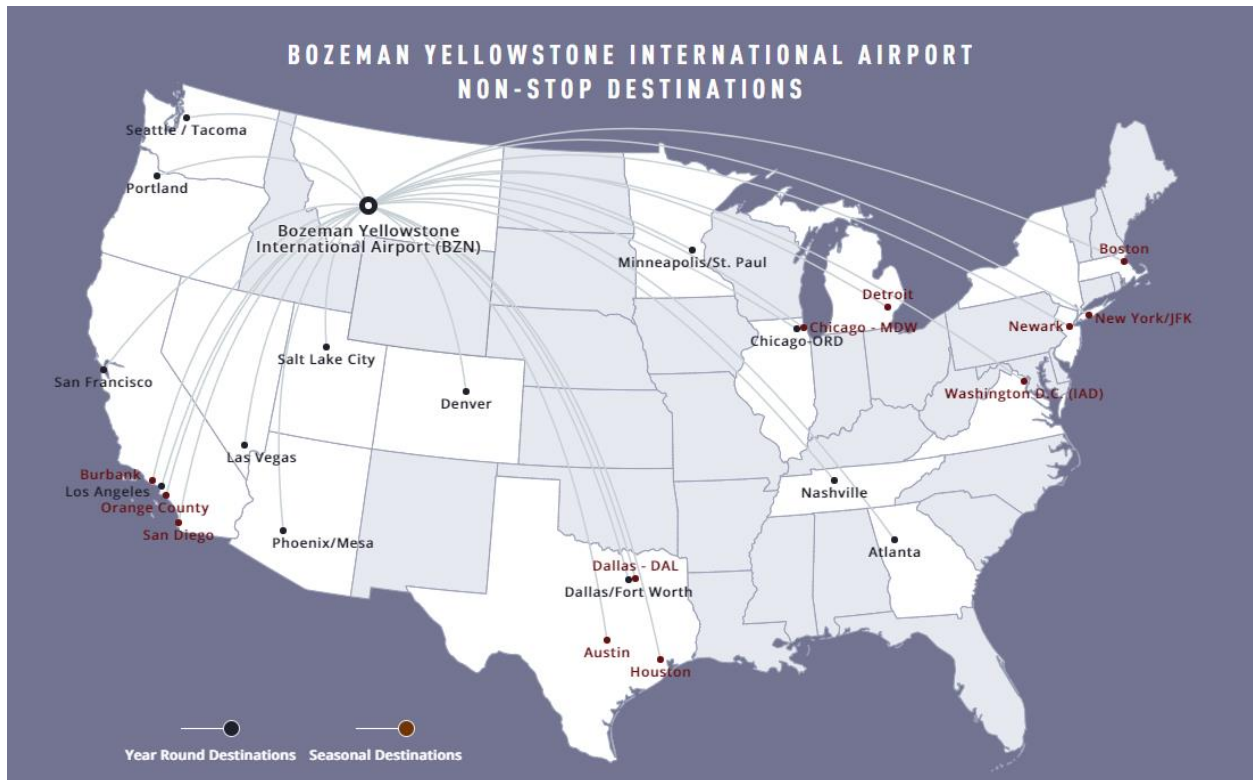 BOZEMAN YELLOWSTONE INTERNATIONAL AIRPORT
NON-STOP DESTINATIONS
Seattle / Tacoma
Portland
Bozeman Yellowstone
International Airport (BZN)
Minneapolis/St. Paul
Boston
Detroit
New York/JFK
Newark
Chicago - MDW
Chicago-ORD
Salt Lake City
San Francisco
Washington D.C. (IAD)
Denver
Las Vegas
Burbank
Los Angeles
Orange County
San Diego
Nashville
Phoenix/Mesa
Atlanta
Dallas - DAL
Dallas/Fort Worth
Austin
Houston
Year Round Destinations
Seasonal Destinations